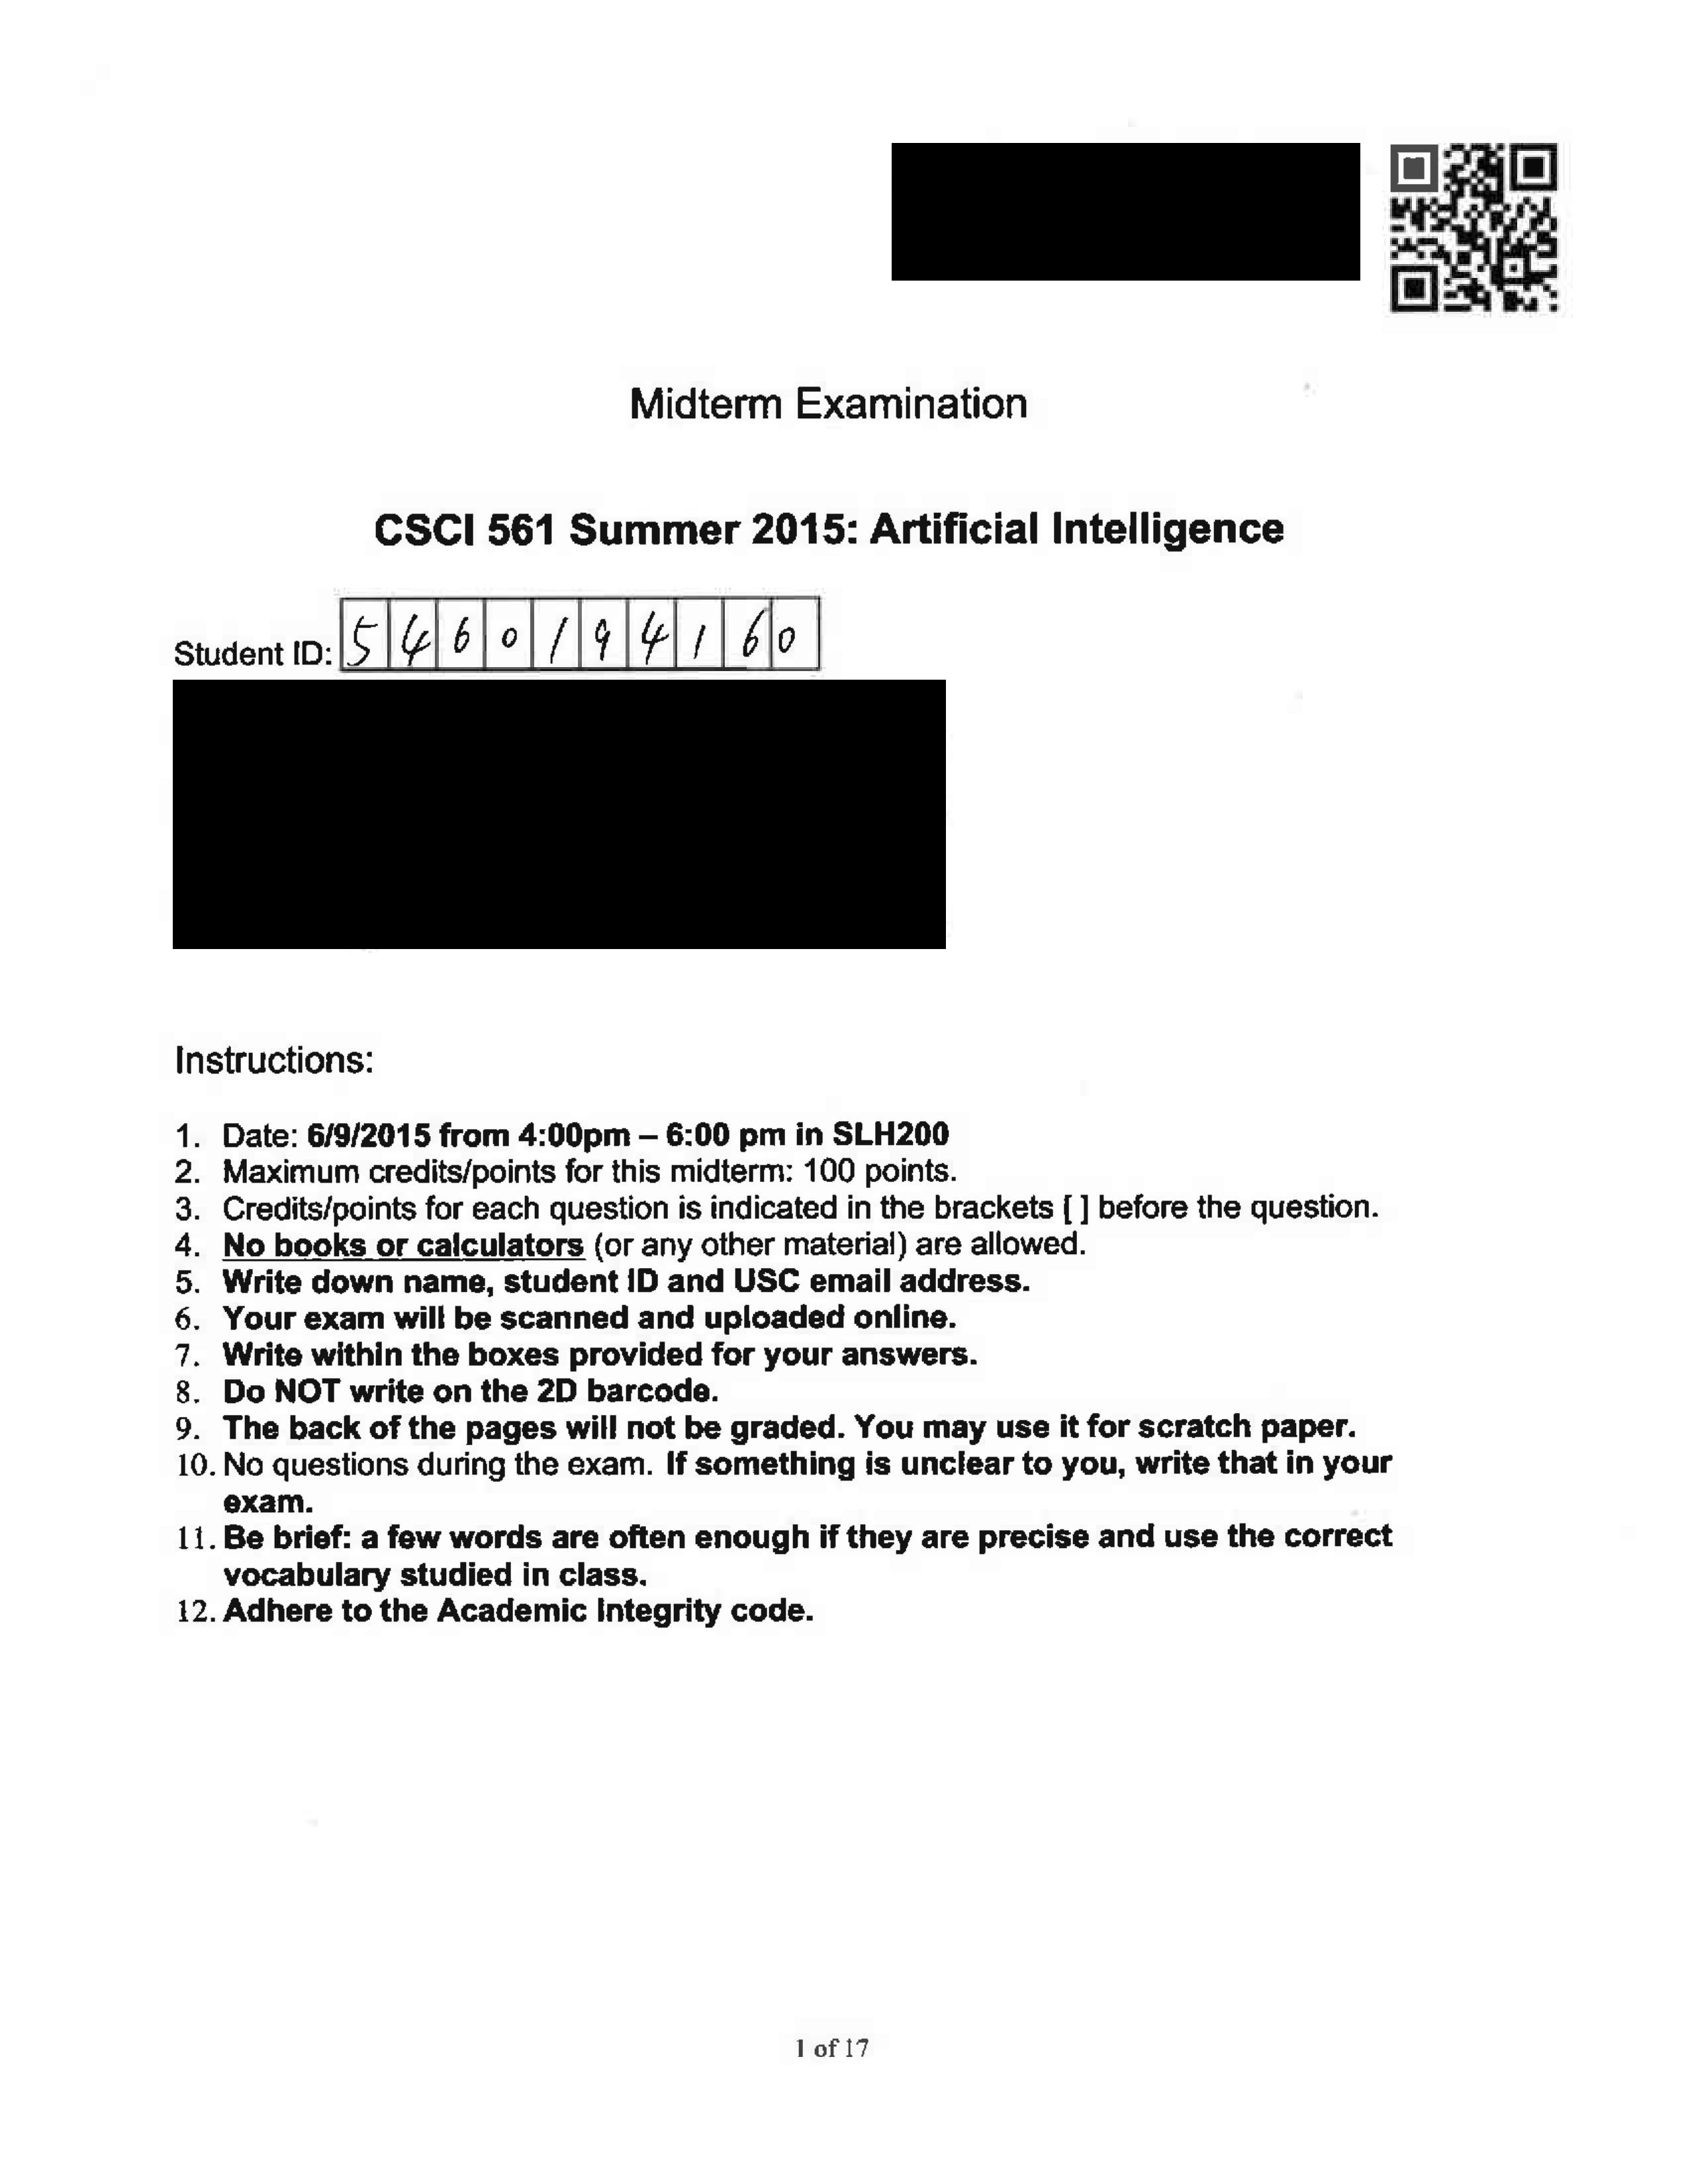 Midterm Examination
CSCI 561 Summer 2015: Artificial Intelligence
Student ID: 5460194160
Instructions:
1. Date: 6/9/2015 from 4:00pm – 6:00 pm in SLH200
2. Maximum credits/points for this midterm: 100 points.
3. Credits/points for each question is indicated in the brackets [ ] before the question.
4. No books or calculators (or any other material) are allowed.
5. Write down name, student ID and USC email address.
6. Your exam will be scanned and uploaded online.
7. Write within the boxes provided for your answers.
8. Do NOT write on the 2D barcode.
9. The back of the pages will not be graded. You may use it for scratch paper.
10. No questions during the exam. If something is unclear to you, write that in your
exam.
11. Be brief: a few words are often enough if they are precise and use the correct
vocabulary studied in class.
12. Adhere to the Academic Integrity code.
1 of 17